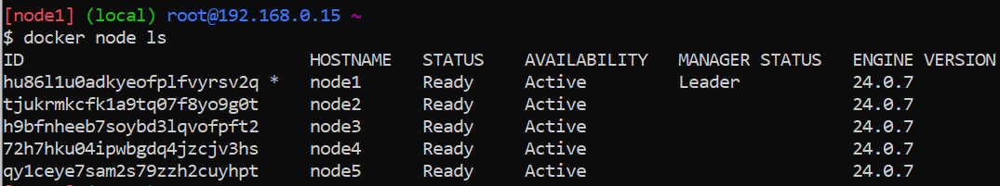 [node1] (local) root@192.168.0.15 ~
$ docker node ls
ID HOSTNAME STATUS AVAILABILITY MANAGER STATUS ENGINE VERSION
hu86l1u0adkyeofplfvyrsv2q * node1 Ready Active Leader 24.0.7
tjukrmkcfk1a9tq07f8yo9g0t node2 Ready Active 24.0.7
h9bfnheeb7soybd3lqvofpft2 node3 Ready Active 24.0.7
72h7hku04ipwbgdq4jzcjv3hs node4 Ready Active 24.0.7
qy1ceye7sam2s79zzh2cuyhpt node5 Ready Active 24.0.7